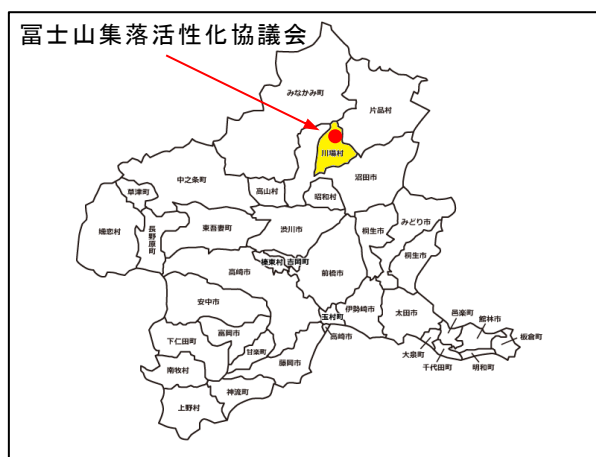 冨士山集落活性化協議会
みなかみ町
片品村
川場村
沼田市
中之条町
高山村
昭和村
草津町
嬬恋村
長野原町
東吾妻町
渋川市
桐生市
みどり市
桐生市
榛東村
吉岡町
高崎市
前橋市
安中市
伊勢崎市
太田市
玉村町
邑楽町
館林市
板倉町
富岡市
高崎市
下仁田町
甘楽町
藤岡市
大泉町
千代田町
明和町
南牧村
神流町
上野村